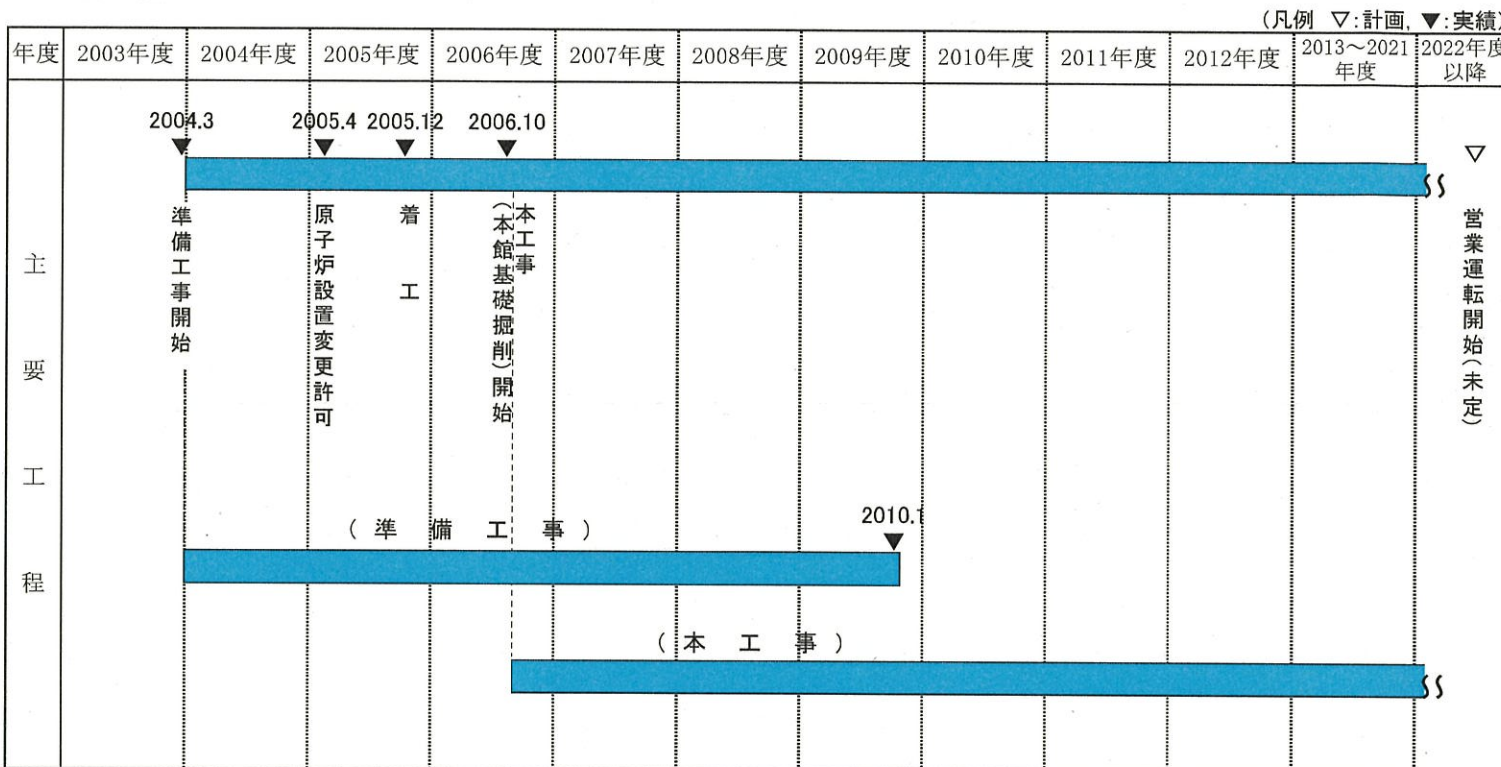 (凡例 ▽:計画, ▼:実績)
年度 2003年度 2004年度 2005年度 2006年度 2007年度 2008年度 2009年度 2010年度 2011年度 2012年度 2013～2021年度 2022年度以降
主要工程
2004.3 2005.4 2005.12 2006.10
▼ ▼ ▼ ▼ ▽
準備工事開始
原子炉設置変更許可
着工
本工事
(本館基礎掘削)開始
営業運転開始(未定)
(準備工事)
2010.1
▼
(本工事)